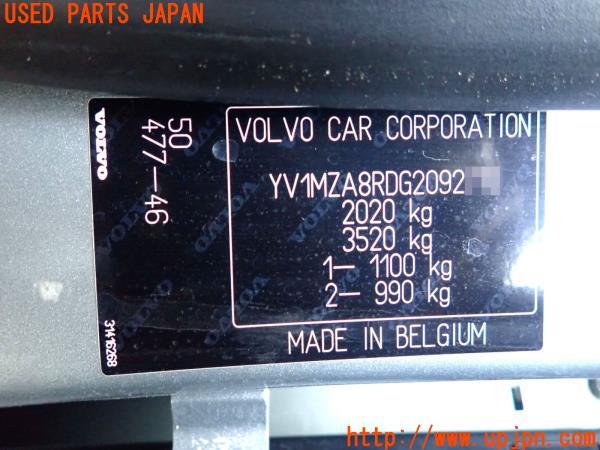 USED PARTS JAPAN
VOLVO
50
477-46
31416268
VOLVO CAR CORPORATION
YV1MZA8RDG2092
2020 kg
3520 kg
1- 1100 kg
2- 990 kg
MADE IN BELGIUM
http://www.upjpn.com